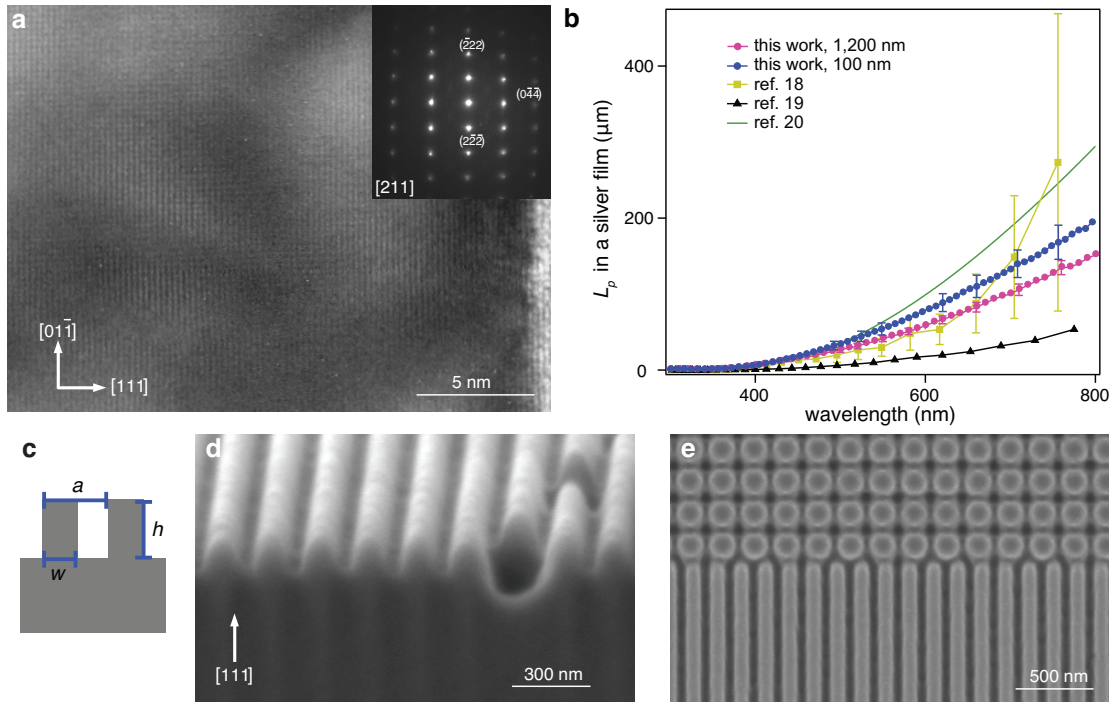 a
(2̄22)
(04̄4̄)
(22̄2̄)
[211]
[011̄]
[111]
5 nm
b
this work, 1,200 nm
this work, 100 nm
ref. 18
ref. 19
ref. 20
400
200
0
Lp in a silver film (µm)
400
600
800
wavelength (nm)
c
a
h
w
d
[111]
300 nm
e
500 nm